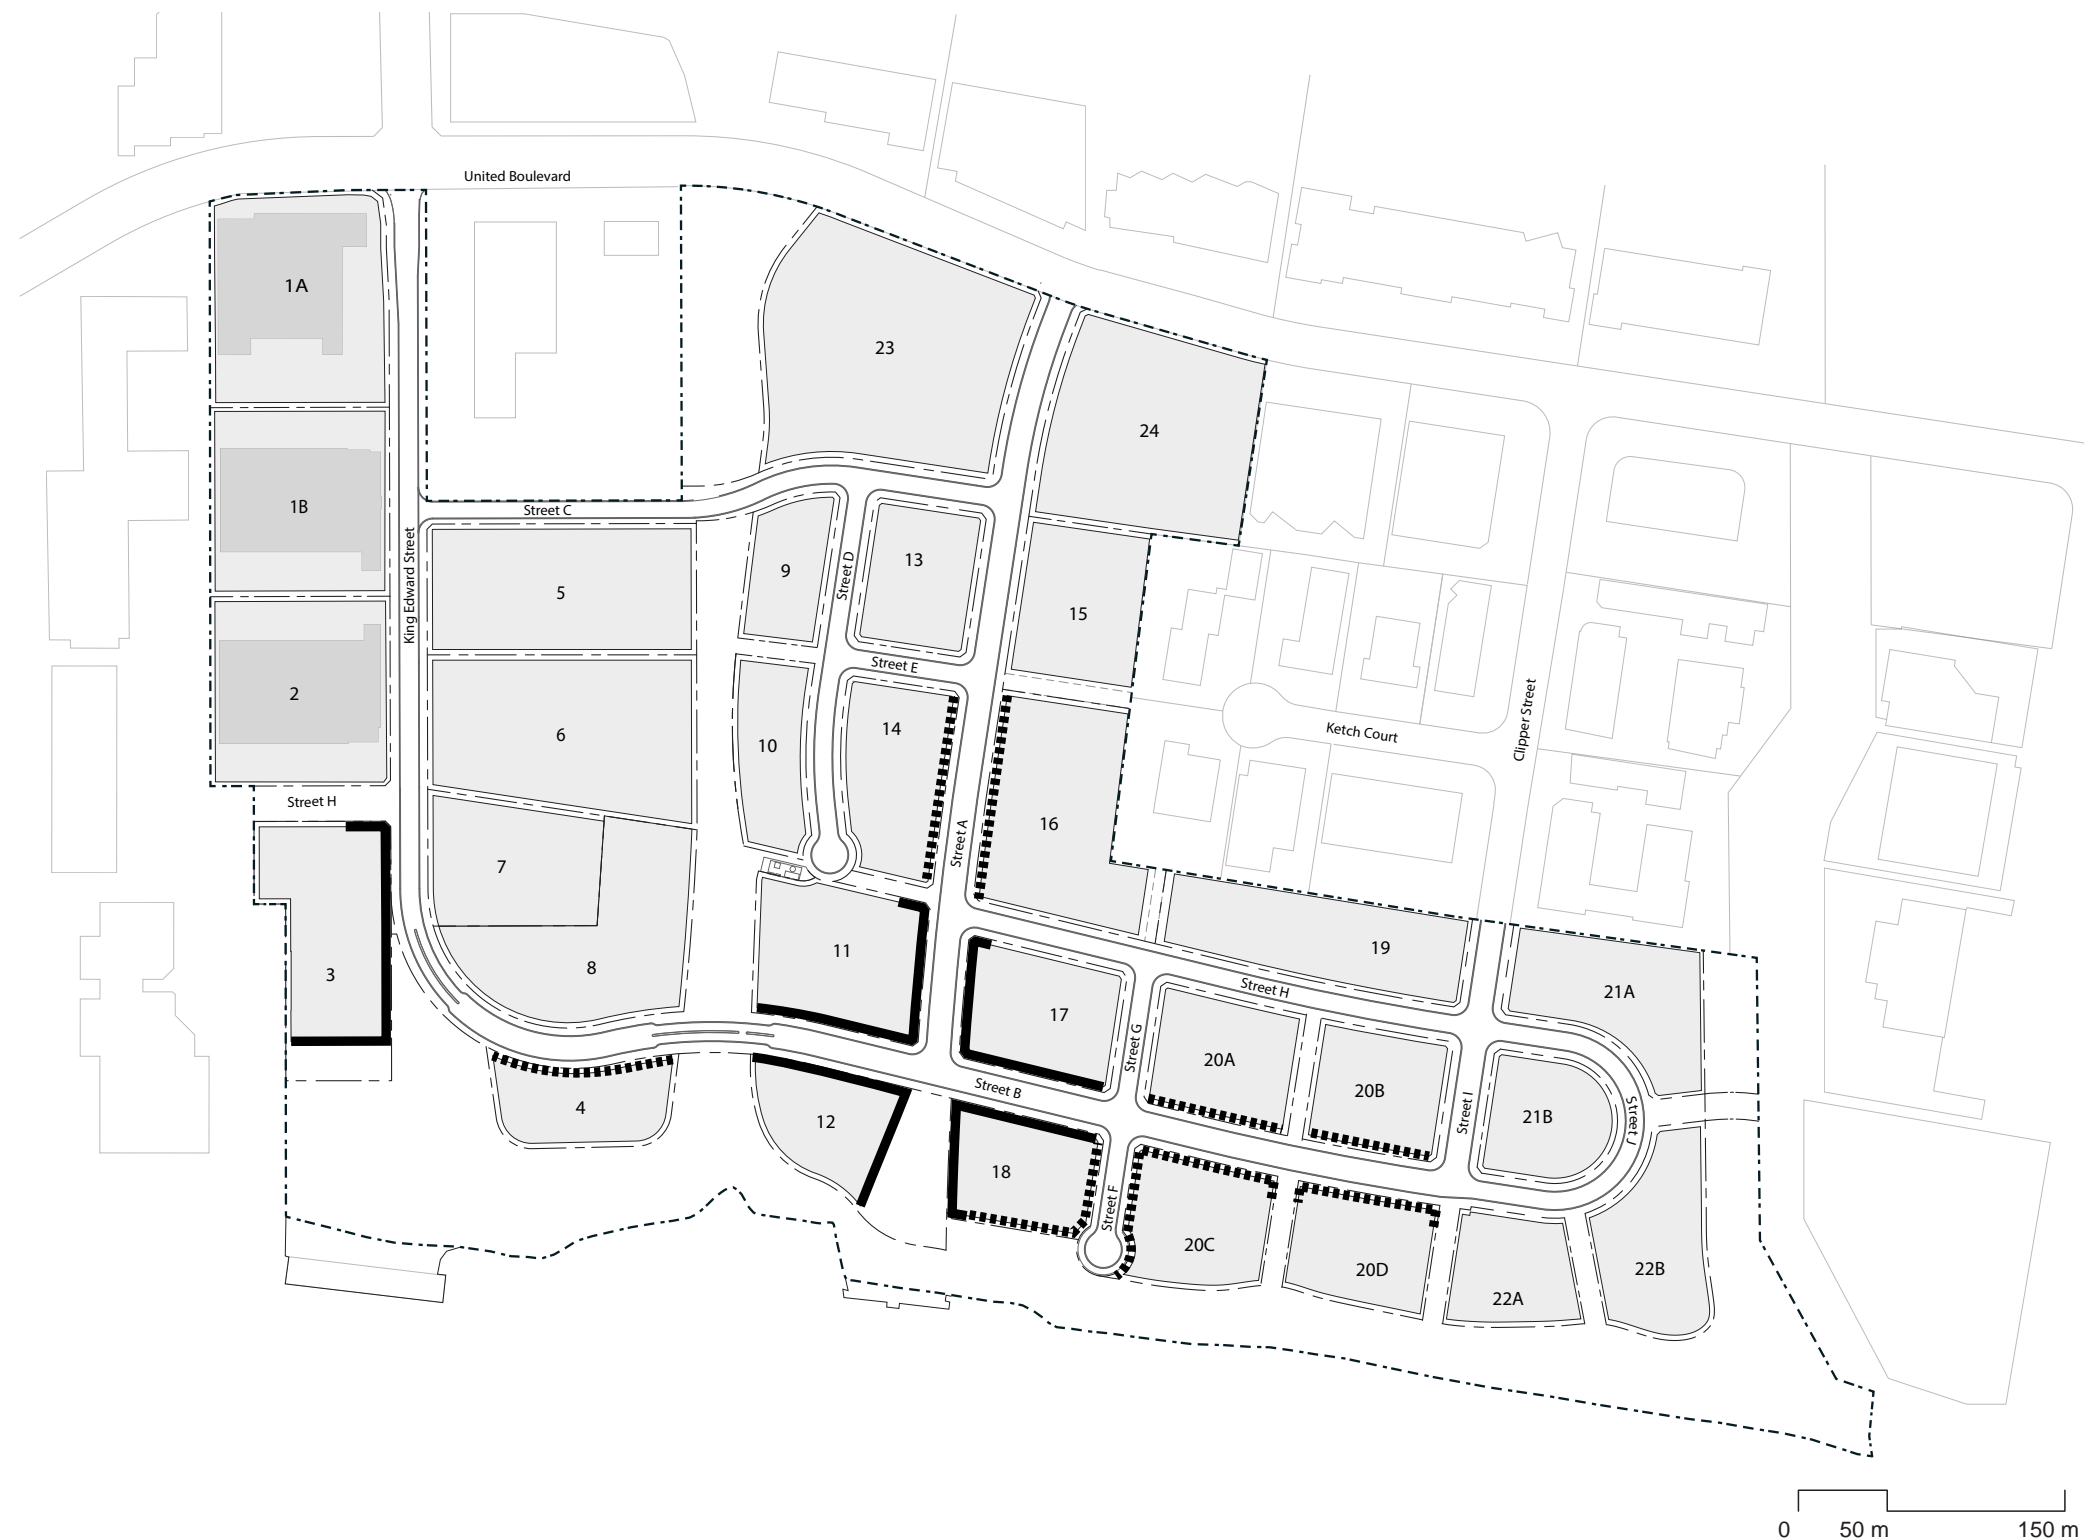 United Boulevard
1A
23
24
1B
Street C
King Edward Street
5
9
Street D
13
15
Street E
2
6
10
14
16
Street A
Ketch Court
Clipper Street
Street H
7
3
8
11
17
19
Street H
21A
4
12
Street B
Street G
20A
20B
Street I
21B
Street J
18
Street F
20C
20D
22A
22B
0 50 m 150 m